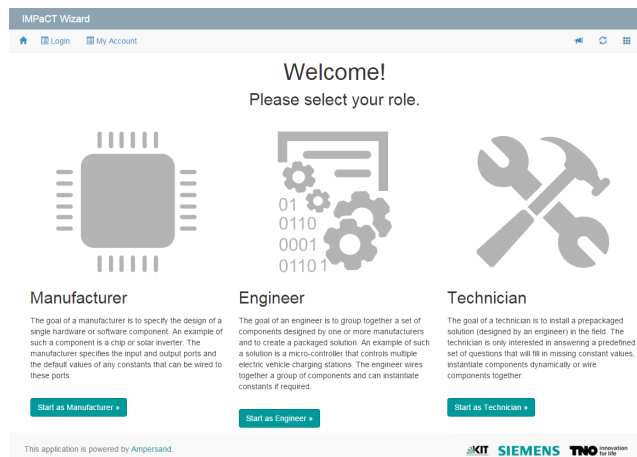 IMPaCT Wizard
Login
My Account
Welcome!
Please select your role.
01
0110
0001
01101
Manufacturer
The goal of a manufacturer is to specify the design of a
single hardware or software component. An example of
such a component is a chip or solar inverter. The
manufacturer specifies the input and output ports and
the default values of any constants that can be wired to
these ports.
Start as Manufacturer »
Engineer
The goal of an engineer is to group together a set of
components designed by one or more manufacturers
and to create a packaged solution. An example of such
a solution is a micro-controller that controls multiple
electric vehicle charging stations. The engineer wires
together a group of components and can instantiate
constants if required.
Start as Engineer »
Technician
The goal of a technician is to install a prepackaged
solution (designed by an engineer) in the field. The
technician is only interested in answering a predefined
set of questions that will fill in missing constant values,
instantiate components dynamically or wire
components together.
Start as Technician »
This application is powered by Ampersand.
KIT
SIEMENS
TNO innovation
for life